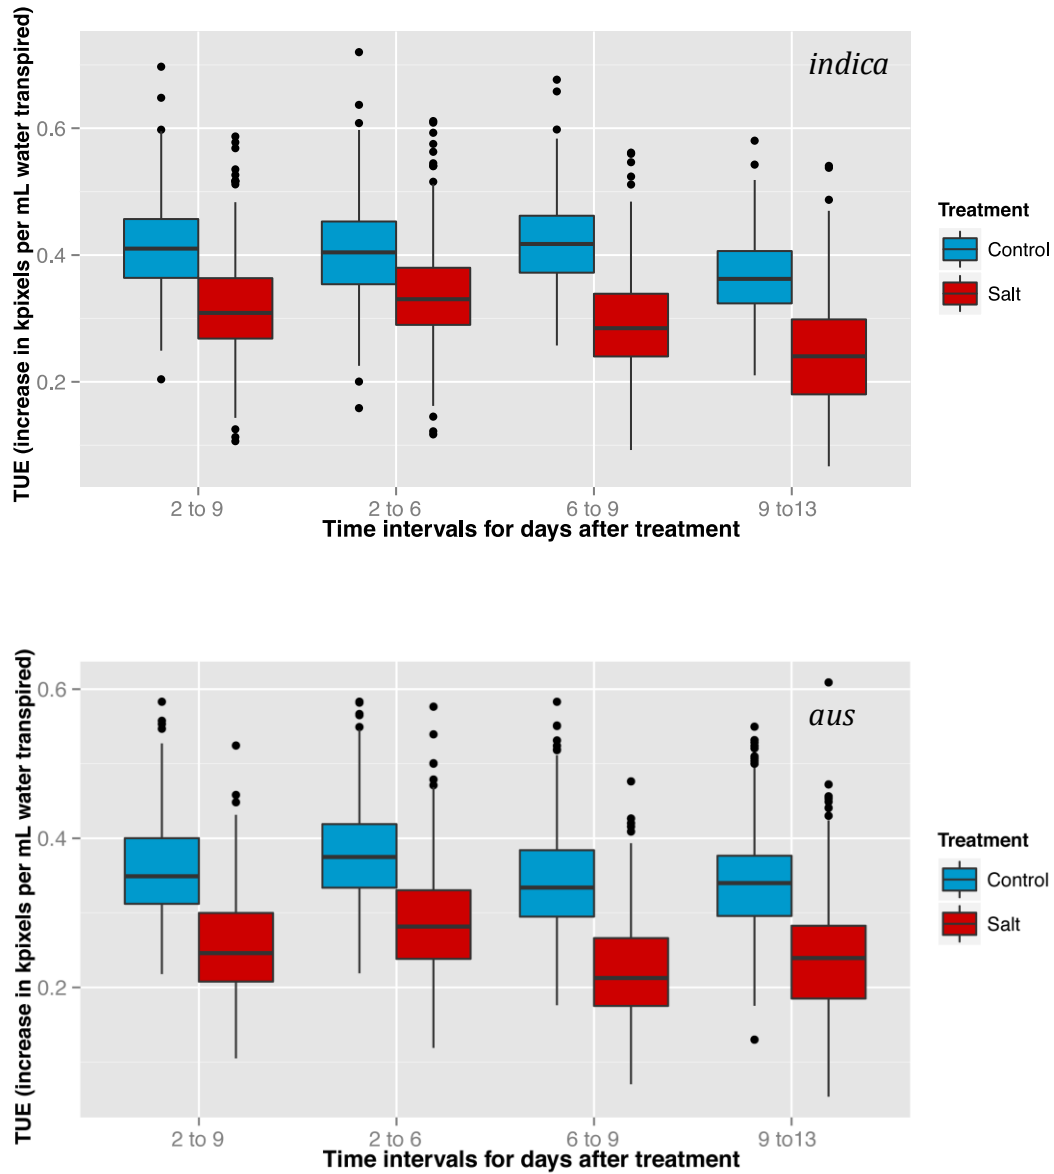 indica
TUE (increase in kpixels per mL water transpired)
0.6
0.4
0.2
2 to 9
2 to 6
6 to 9
9 to13
Time intervals for days after treatment
Treatment
Control
Salt
aus
TUE (increase in kpixels per mL water transpired)
0.6
0.4
0.2
2 to 9
2 to 6
6 to 9
9 to13
Time intervals for days after treatment
Treatment
Control
Salt